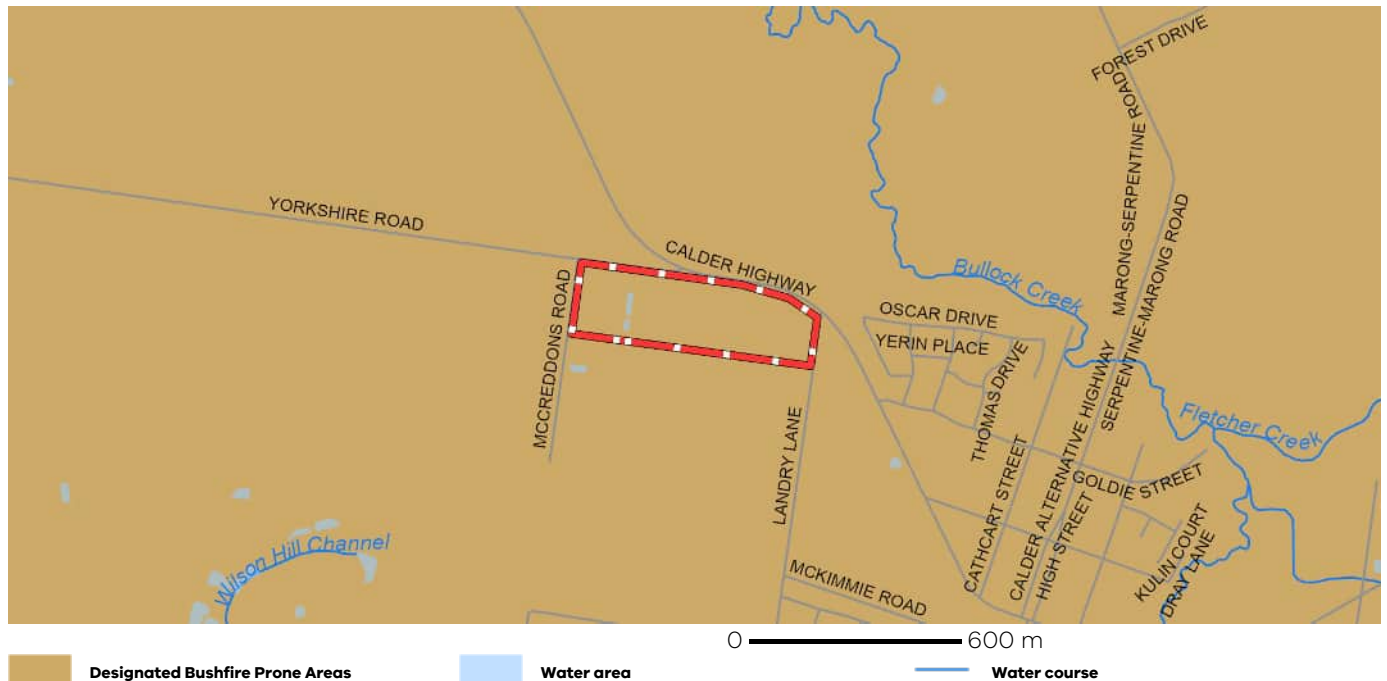 FOREST DRIVE
MARONG-SERPENTINE ROAD
YORKSHIRE ROAD
SERPENTINE-MARONG ROAD
CALDER HIGHWAY
Bullock Creek
MCCREDDONS ROAD
OSCAR DRIVE
YERIN PLACE
THOMAS DRIVE
CALDER ALTERNATIVE HIGHWAY
Fletcher Creek
LANDRY LANE
CATHCART STREET
GOLDIE STREET
HIGH STREET
KULIN COURT
DRAY LANE
Wilson Hill Channel
MCKIMMIE ROAD
0 600 m
Designated Bushfire Prone Areas
Water area
Water course